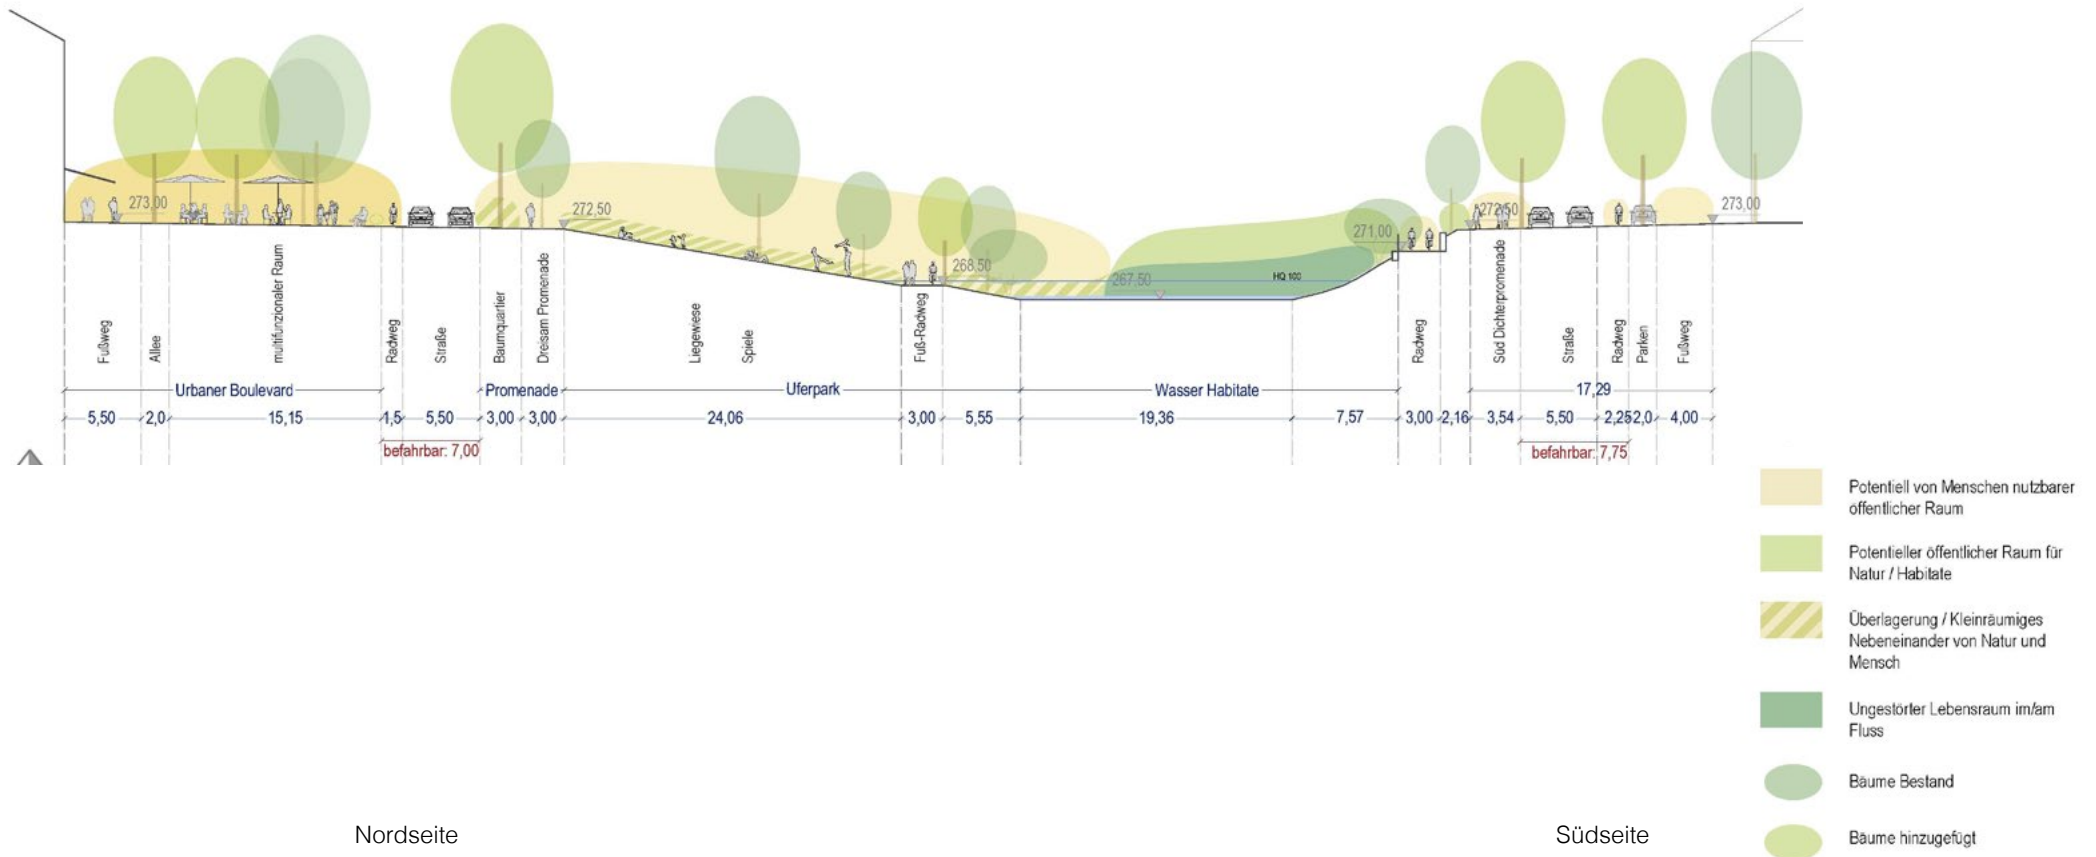 273,00
272,50
268,50
267,50
HQ 100
271,00
272,50
273,00
Fußweg
Allee
multifunzionaler Raum
Radweg
Straße
Baumquartier
Dreisam Promenade
Liegewiese
Spiele
Fuß-Radweg
Radweg
Süd Dichterpromenade
Straße
Radweg
Parken
Fußweg
Urbaner Boulevard
Promenade
Uferpark
Wasser Habitate
17,29
5,50 2,0 15,15 1,5 5,50 3,00 3,00 24,06 3,00 5,55 19,36 7,57 3,00 2,16 3,54 5,50 2,25 2,0 4,00
befahrbar: 7,00
befahrbar: 7,75
Potentiell von Menschen nutzbarer
öffentlicher Raum
Potentieller öffentlicher Raum für
Natur / Habitate
Überlagerung / Kleinräumiges
Nebeneinander von Natur und
Mensch
Ungestörter Lebensraum im/am
Fluss
Bäume Bestand
Bäume hinzugefügt
Nordseite
Südseite